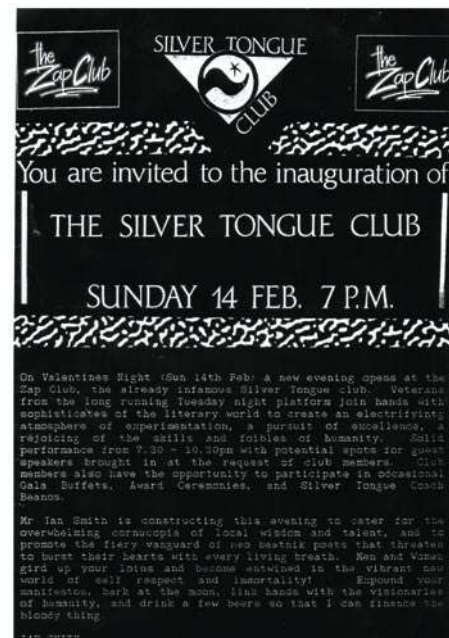 the Zap Club
SILVER TONGUE
CLUB
the Zap Club
You are invited to the inauguration of
THE SILVER TONGUE CLUB
SUNDAY 14 FEB. 7 P.M.
On Valentines Night (Sun 14th Feb) a new evening opens at the
Zap Club, the already infamous Silver Tongue club. Veterans
from the long running Tuesday night platform join hands with
sophisticates of the literary world to create an electrifying
atmosphere of experimentation, a pursuit of excellence, a
rejoicing of the skills and foibles of humanity. Solid
performance from 7.30 - 10.30pm with potential spots for guest
speakers brought in at the request of club members. Club
members also have the opportunity to participate in occasional
Gala Buffets, Award Ceremonies, and Silver Tongue Coach
Beanos.
Mr Ian Smith is constructing this evening to cater for the
overwhelming cornucopia of local wisdom and talent, and to
promote the fiery vanguard of neo beatnik poets that threaten
to burst their hearts with every living breath. Men and Women
gird up your loins and become entwined in the vibrant new
world of self respect and immortality! Expound your
manifestos, bark at the moon, link hands with the visionaries
of humanity, and drink a few beers so that I can finance the
bloody thing.
IAN SMITH